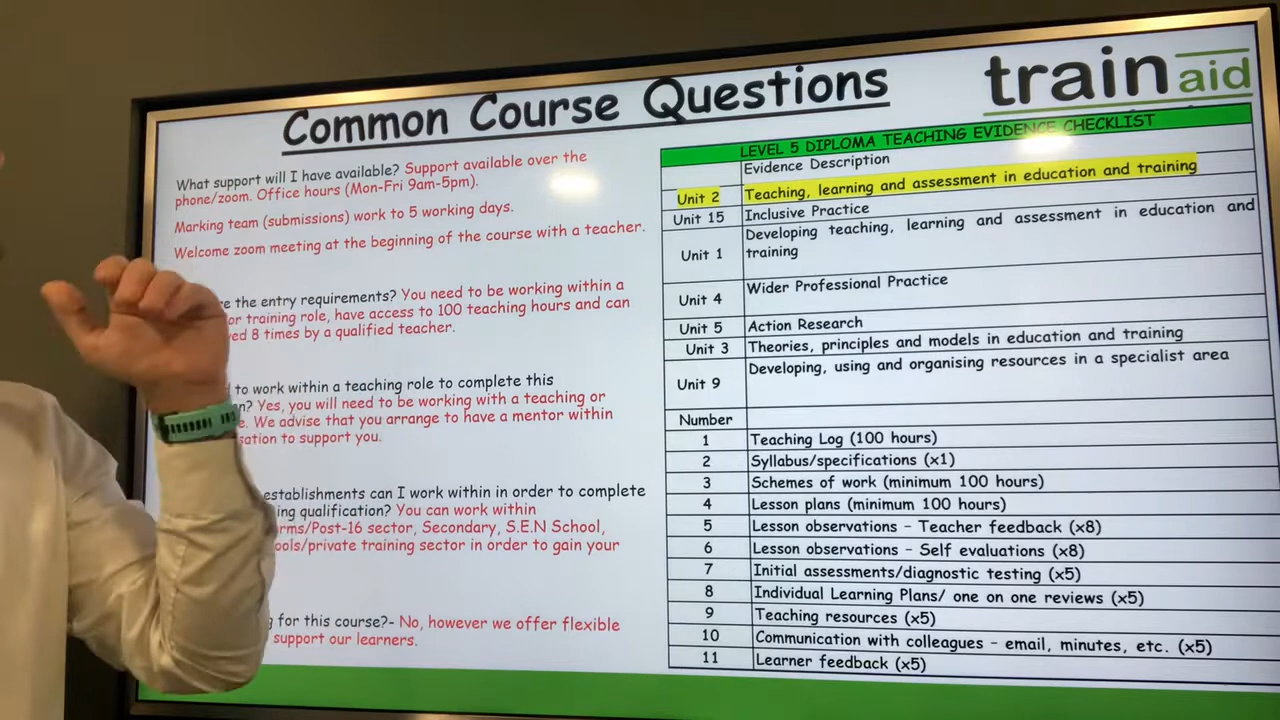 Common Course Questions
train aid
What support will I have available? Support available over the
phone/zoom. Office hours (Mon-Fri 9am-5pm).
Marking team (submissions) work to 5 working days.
Welcome zoom meeting at the beginning of the course with a teacher.
the entry requirements? You need to be working within a
or training role, have access to 100 teaching hours and can
8 times by a qualified teacher.
to work within a teaching role to complete this
Yes, you will need to be working with a teaching or
We advise that you arrange to have a mentor within
to support you.
establishments can I work within in order to complete
qualification? You can work within
Post-16 sector, Secondary, S.E.N School,
private training sector in order to gain your
for this course?- No, however we offer flexible
support our learners.
LEVEL 5 DIPLOMA TEACHING EVIDENCE CHECKLIST
Evidence Description
Unit 2 Teaching, learning and assessment in education and training
Unit 15 Inclusive Practice
Unit 1 Developing teaching, learning and assessment in education and
training
Unit 4 Wider Professional Practice
Unit 5 Action Research
Unit 3 Theories, principles and models in education and training
Unit 9 Developing, using and organising resources in a specialist area
Number
1 Teaching Log (100 hours)
2 Syllabus/specifications (x1)
3 Schemes of work (minimum 100 hours)
4 Lesson plans (minimum 100 hours)
5 Lesson observations - Teacher feedback (x8)
6 Lesson observations - Self evaluations (x8)
7 Initial assessments/diagnostic testing (x5)
8 Individual Learning Plans/ one on one reviews (x5)
9 Teaching resources (x5)
10 Communication with colleagues - email, minutes, etc. (x5)
11 Learner feedback (x5)